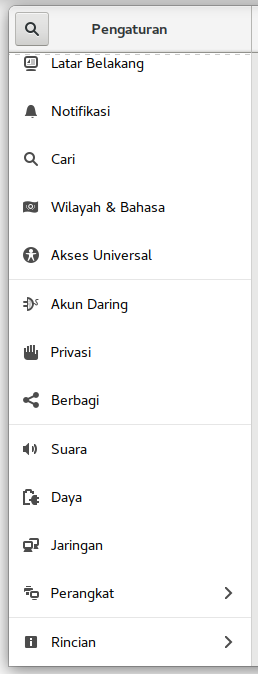 Pengaturan
Latar Belakang
Notifikasi
Cari
Wilayah & Bahasa
Akses Universal
Akun Daring
Privasi
Berbagi
Suara
Daya
Jaringan
Perangkat
Rincian